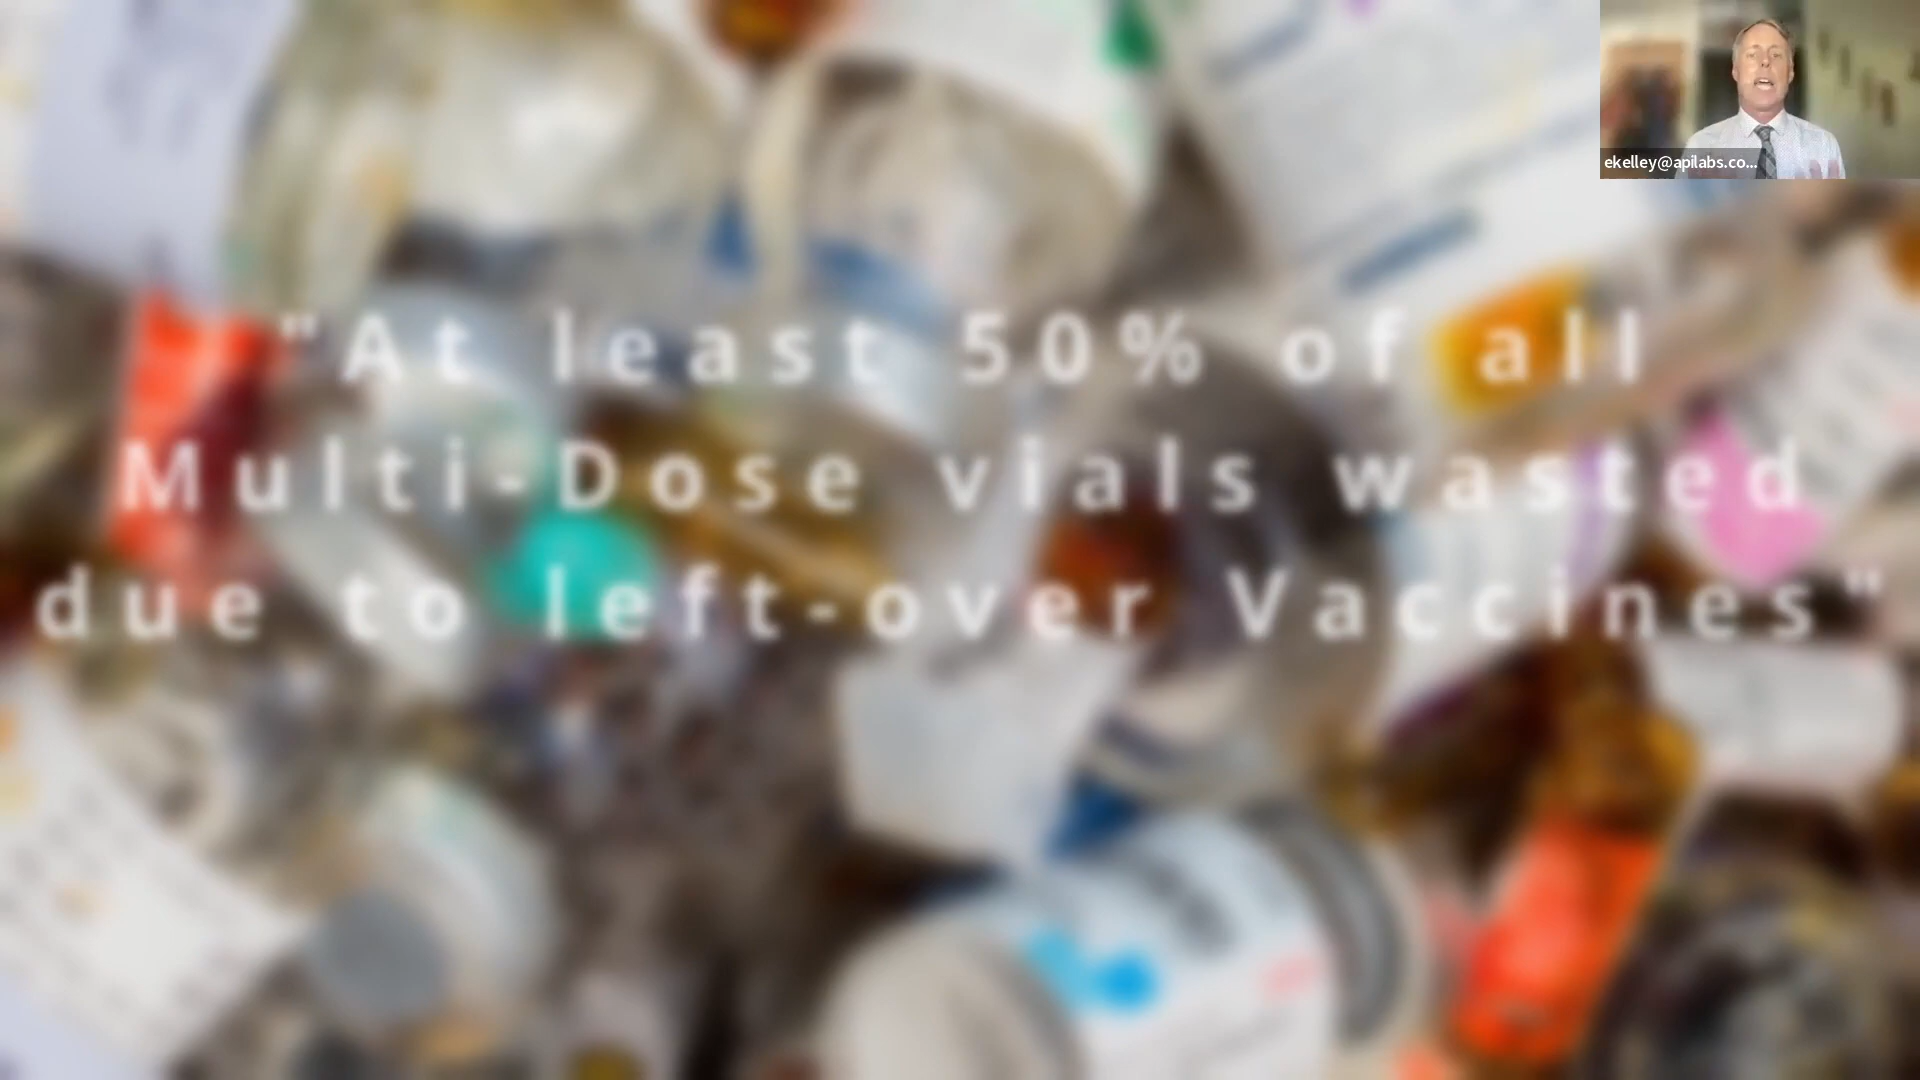 ekelley@apilabs.co...
"At least 50% of all
Multi-Dose vials wasted
due to left-over Vaccines"